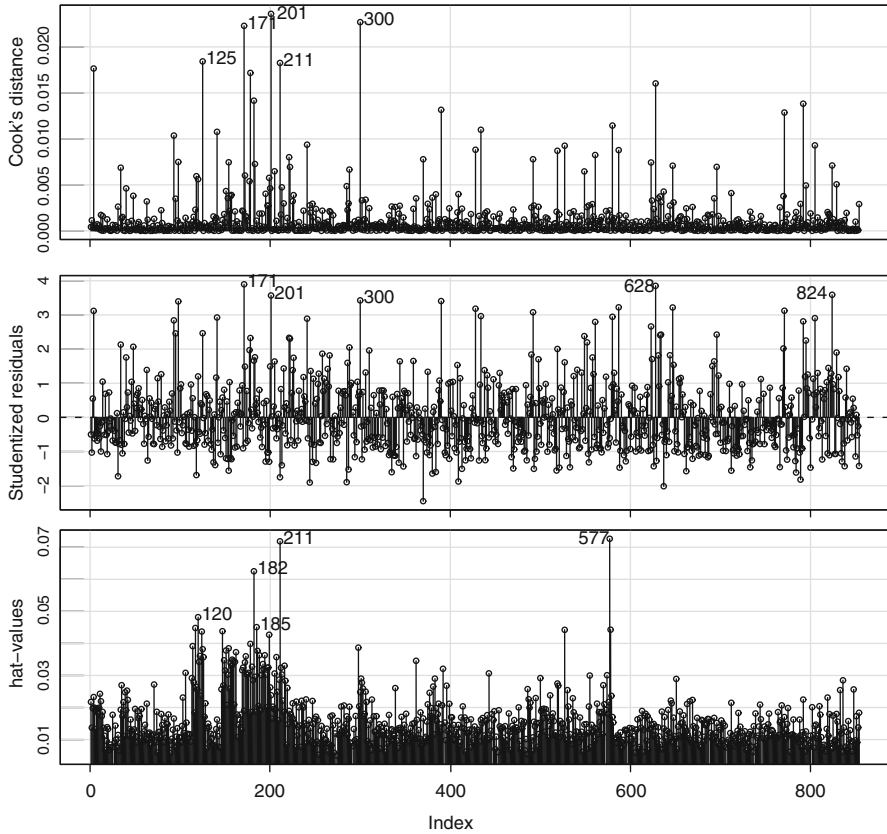 Cook's distance
0.000 0.005 0.010 0.015 0.020
125
171
201
211
300
Studentized residuals
−2 −1 0 1 2 3 4
171
201
300
628
824
hat−values
0.01 0.03 0.05 0.07
120
182
185
211
577
0 200 400 600 800
Index